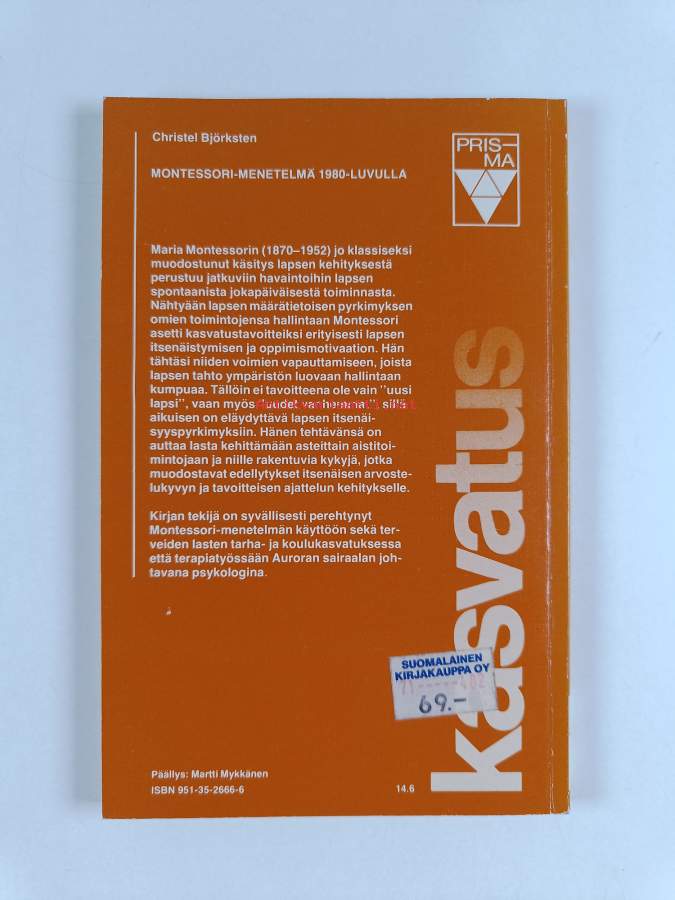 Christel Björksten
PRIS-
MA
MONTESSORI-MENETELMÄ 1980-LUVULLA
Maria Montessorin (1870–1952) jo klassiseksi
muodostunut käsitys lapsen kehityksestä
perustuu jatkuviin havaintoihin lapsen
spontaanista jokapäiväisestä toiminnasta.
Nähtyään lapsen määrätietoisen pyrkimyksen
omien toimintojensa hallintaan Montessori
asetti kasvatustavoitteiksi erityisesti lapsen
itsenäistymisen ja oppimismotivaation. Hän
tähtäsi niiden voimien vapauttamiseen, joista
lapsen tahto ympäristön luovaan hallintaan
kumpuaa. Tällöin ei tavoitteena ole vain "uusi
lapsi", vaan myös "uudet vanhemmat", sillä
aikuisen on eläydyttävä lapsen itsenäi-
syyspyrkimyksiin. Hänen tehtävänsä on
auttaa lasta kehittämään asteittain aistitoi-
mintojaan ja niille rakentuvia kykyjä, jotka
muodostavat edellytykset itsenäisen arvoste-
lukyvyn ja tavoitteisen ajattelun kehitykselle.
Kirjan tekijä on syvällisesti perehtynyt
Montessori-menetelmän käyttöön sekä ter-
veiden lasten tarha- ja koulukasvatuksessa
että terapiatyössään Auroran sairaalan joh-
tavana psykologina.
kasvatus
SUOMALAINEN
KIRJAKAUPPA OY
69.-
Päällys: Martti Mykkänen
ISBN 951-35-2666-6
14.6